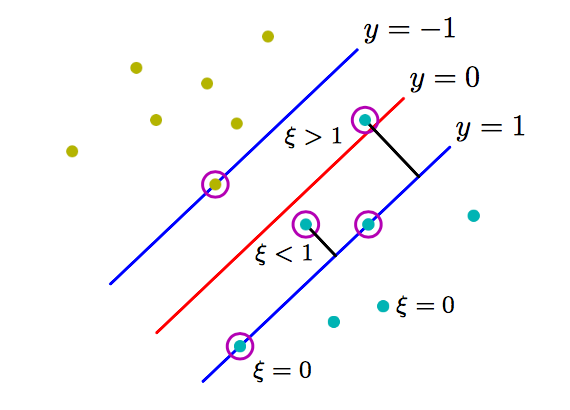 y = −1
y = 0
y = 1
ξ > 1
ξ < 1
ξ = 0
ξ = 0